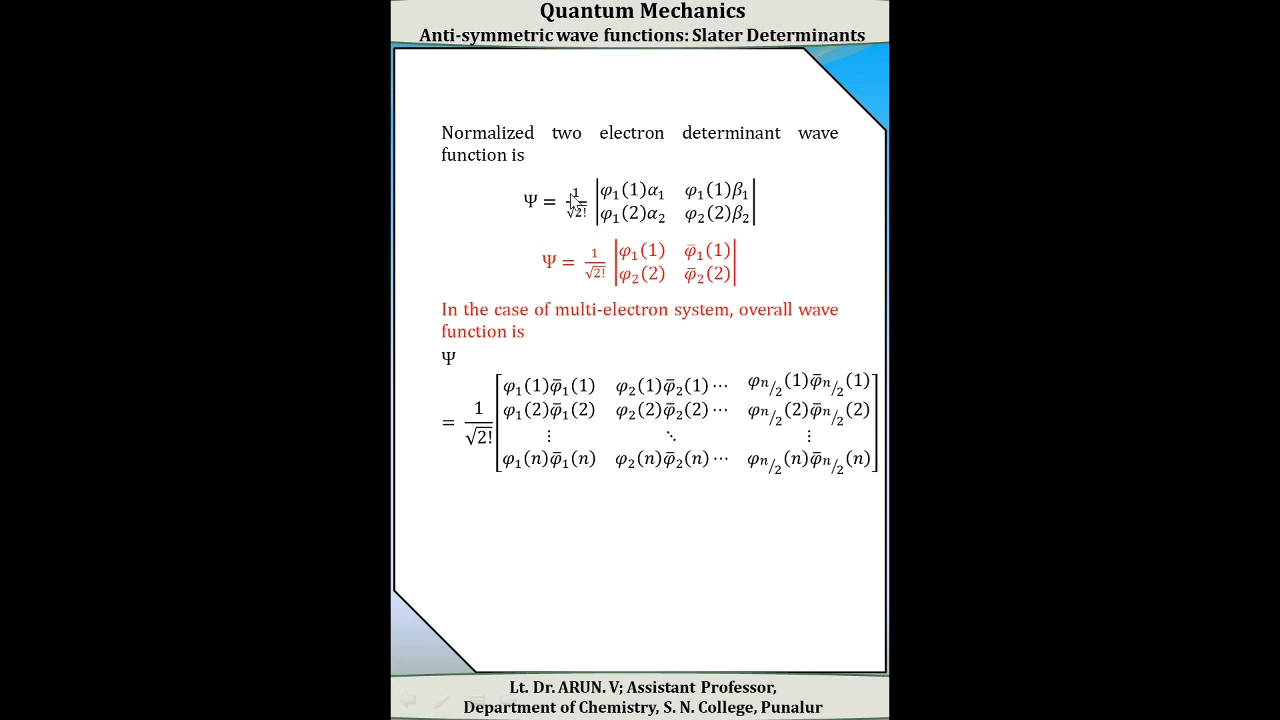 Quantum Mechanics
Anti-symmetric wave functions: Slater Determinants
Normalized two electron determinant wave
function is
Ψ = 1/√2! |φ₁(1)α₁ φ₁(1)β₁|
|φ₁(2)α₂ φ₂(2)β₂|
Ψ = 1/√2! |φ₁(1) φ̅₁(1)|
|φ₂(2) φ̅₂(2)|
In the case of multi-electron system, overall wave
function is
Ψ
= 1/√2! [φ₁(1)φ̅₁(1) φ₂(1)φ̅₂(1) ⋯ φn/2(1)φ̅n/2(1)]
φ₁(2)φ̅₁(2) φ₂(2)φ̅₂(2) ⋯ φn/2(2)φ̅n/2(2)
⋮ ⋱ ⋮
φ₁(n)φ̅₁(n) φ₂(n)φ̅₂(n) ⋯ φn/2(n)φ̅n/2(n)
Lt. Dr. ARUN. V; Assistant Professor,
Department of Chemistry, S. N. College, Punalur